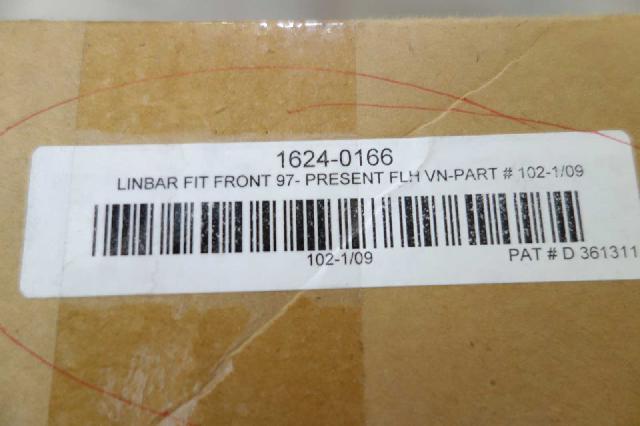 1624-0166
LINBAR FIT FRONT 97- PRESENT FLH VN-PART # 102-1/09
102-1/09
PAT # D 361311